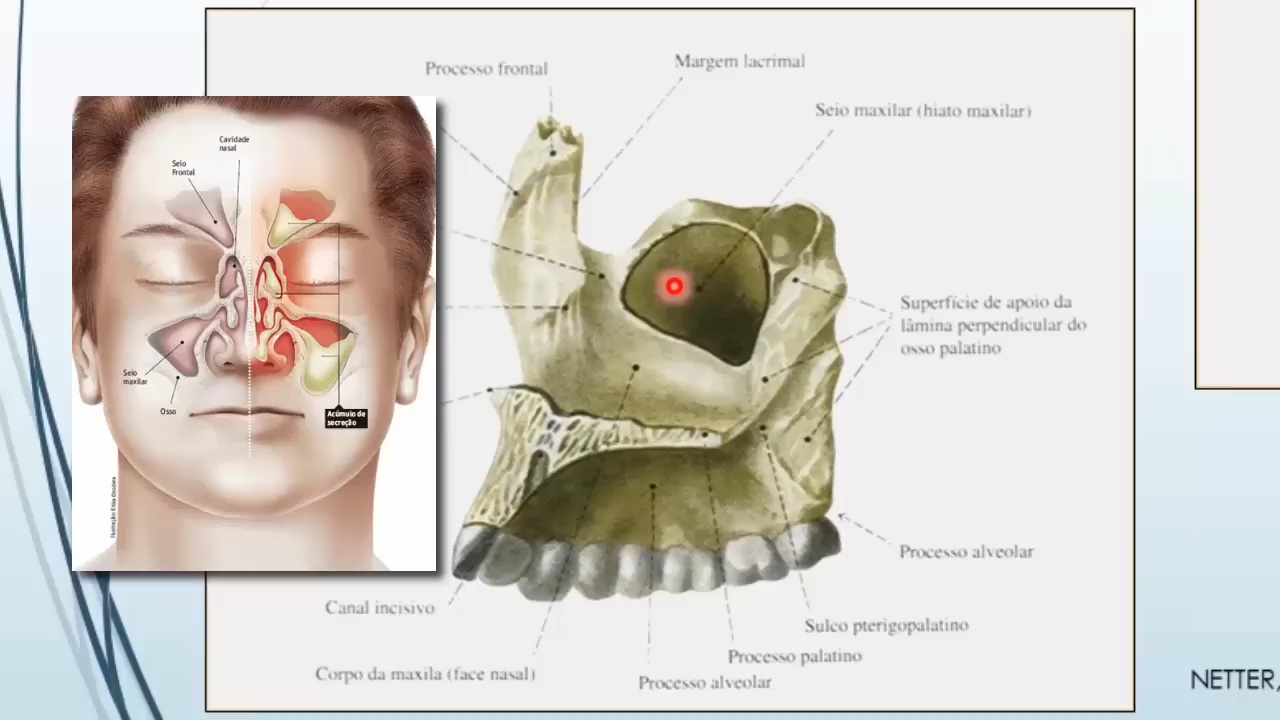 Processo frontal
Margem lacrimal
Seio maxilar (hiato maxilar)
Cavidade
nasal
Seio
Frontal
Seio
maxilar
Osso
Acúmulo de
secreção
Superfície de apoio da
lâmina perpendicular do
osso palatino
Processo alveolar
Canal incisivo
Sulco pterigopalatino
Processo palatino
Corpo da maxila (face nasal)
Processo alveolar
NETTER,